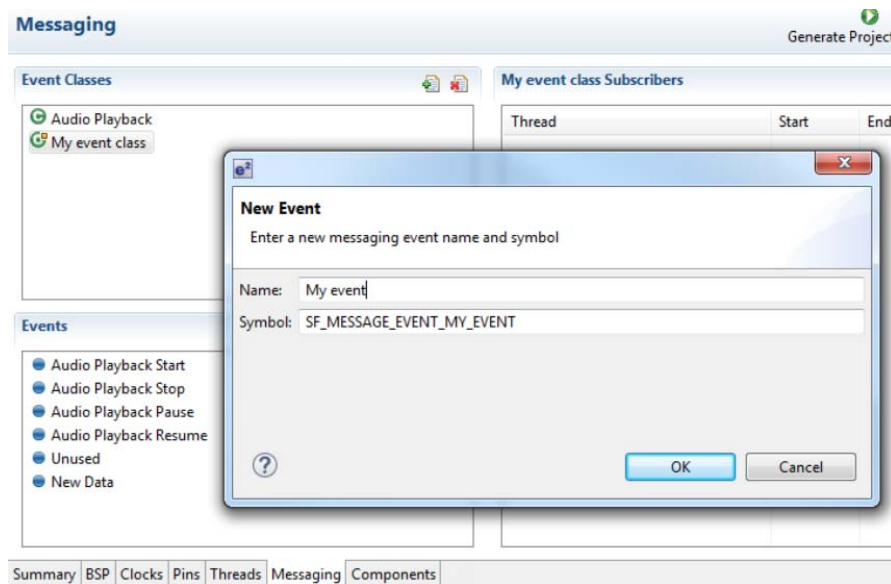 Messaging
Generate Project
Event Classes
Audio Playback
My event class
My event class Subscribers
Thread Start End
e²
New Event
Enter a new messaging event name and symbol
Name: My event
Symbol: SF_MESSAGE_EVENT_MY_EVENT
? OK Cancel
Events
Audio Playback Start
Audio Playback Stop
Audio Playback Pause
Audio Playback Resume
Unused
New Data
Summary BSP Clocks Pins Threads Messaging Components